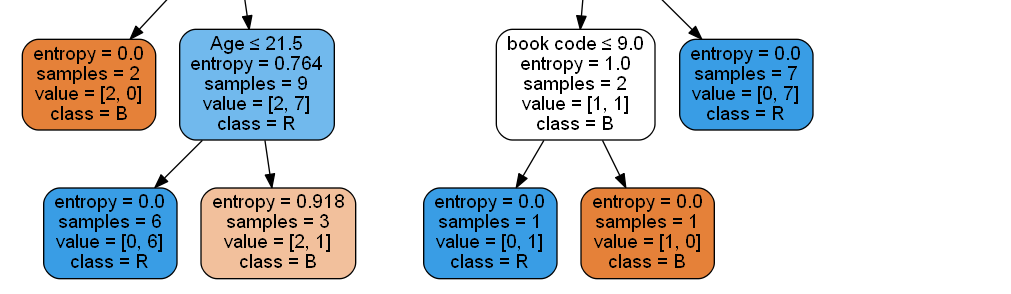 entropy = 0.0
samples = 2
value = [2, 0]
class = B
Age ≤ 21.5
entropy = 0.764
samples = 9
value = [2, 7]
class = R
book code ≤ 9.0
entropy = 1.0
samples = 2
value = [1, 1]
class = B
entropy = 0.0
samples = 7
value = [0, 7]
class = R
entropy = 0.0
samples = 6
value = [0, 6]
class = R
entropy = 0.918
samples = 3
value = [2, 1]
class = B
entropy = 0.0
samples = 1
value = [0, 1]
class = R
entropy = 0.0
samples = 1
value = [1, 0]
class = B